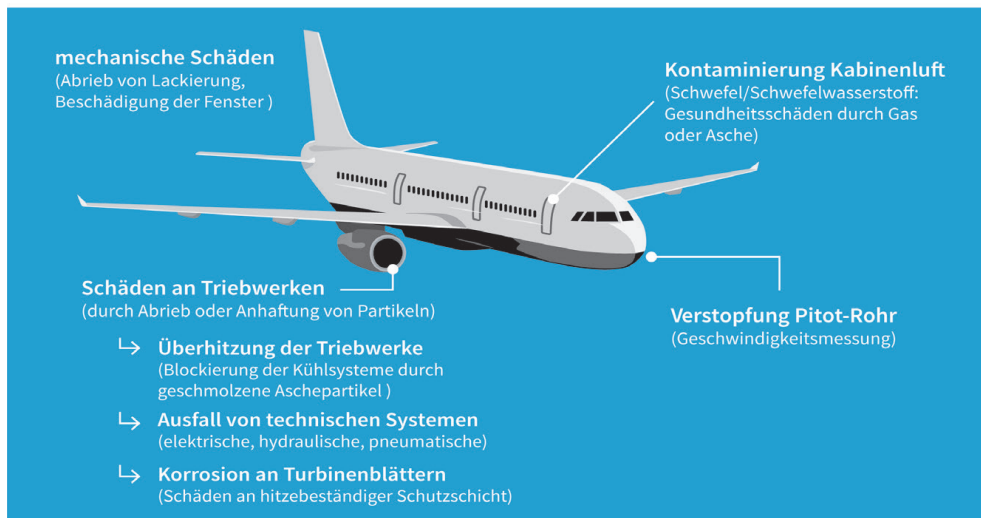 mechanische Schäden
(Abrieb von Lackierung,
Beschädigung der Fenster )
Kontaminierung Kabinenluft
(Schwefel/Schwefelwasserstoff:
Gesundheitsschäden durch Gas
oder Asche)
Schäden an Triebwerken
(durch Abrieb oder Anhaftung von Partikeln)
Verstopfung Pitot-Rohr
(Geschwindigkeitsmessung)
Überhitzung der Triebwerke
(Blockierung der Kühlsysteme durch
geschmolzene Aschepartikel )
Ausfall von technischen Systemen
(elektrische, hydraulische, pneumatische)
Korrosion an Turbinenblättern
(Schäden an hitzebeständiger Schutzschicht)